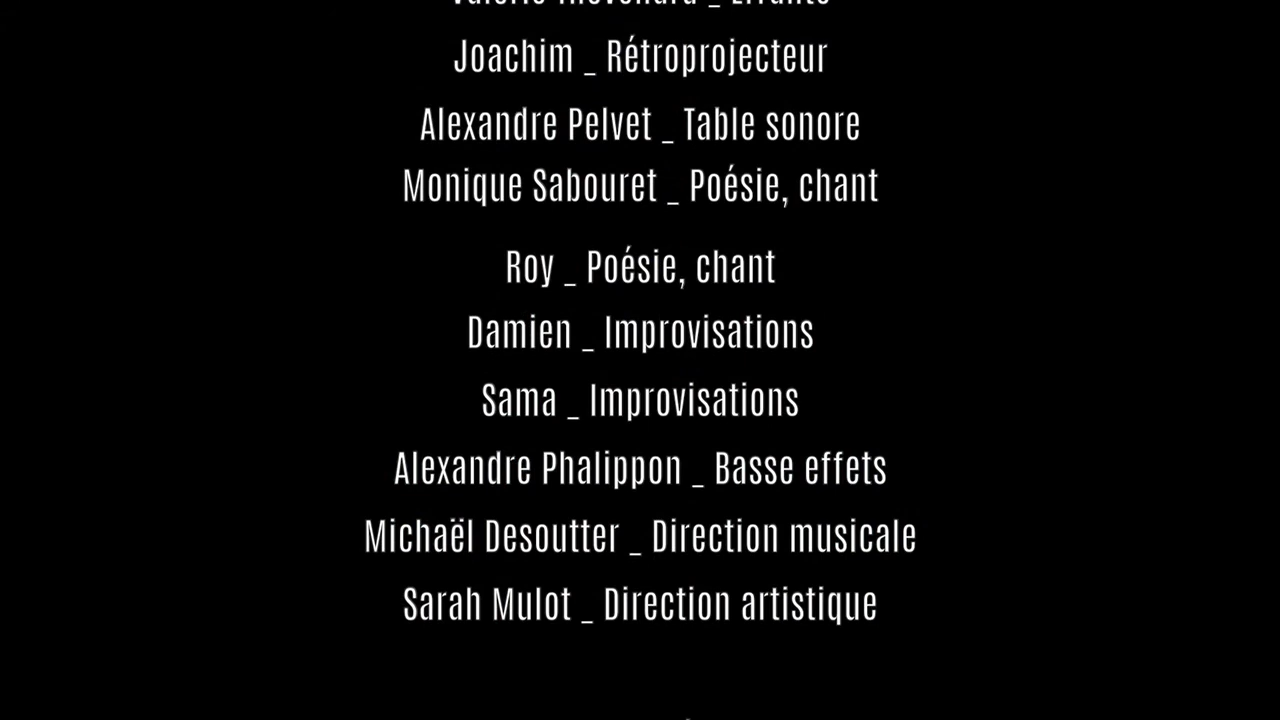 Joachim _ Rétroprojecteur
Alexandre Pelvet _ Table sonore
Monique Sabouret _ Poésie, chant
Roy _ Poésie, chant
Damien _ Improvisations
Sama _ Improvisations
Alexandre Phalippon _ Basse effets
Michaël Desoutter _ Direction musicale
Sarah Mulot _ Direction artistique